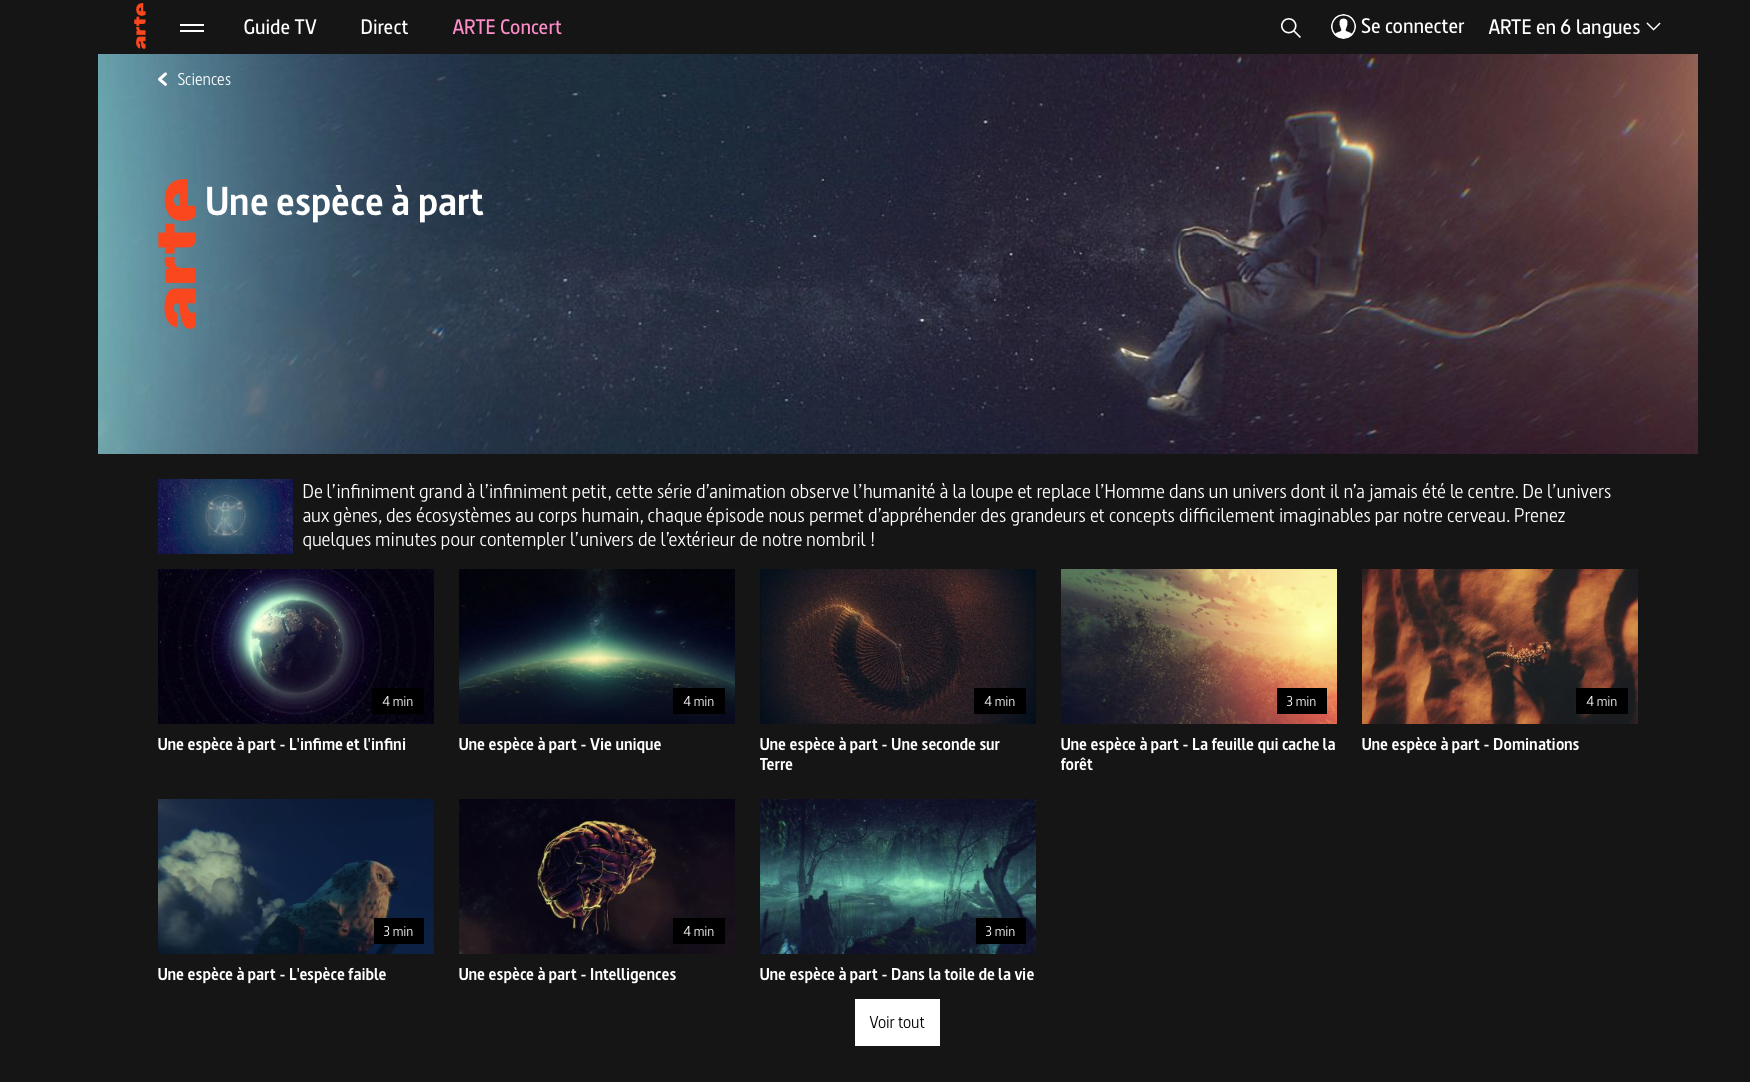 arte
Guide TV
Direct
ARTE Concert
Se connecter
ARTE en 6 langues
Sciences
arte
Une espèce à part
De l’infiniment grand à l’infiniment petit, cette série d’animation observe l’humanité à la loupe et replace l’Homme dans un univers dont il n’a jamais été le centre. De l’univers
aux gènes, des écosystèmes au corps humain, chaque épisode nous permet d’appréhender des grandeurs et concepts difficilement imaginables par notre cerveau. Prenez
quelques minutes pour contempler l’univers de l’extérieur de notre nombril !
4 min
4 min
4 min
3 min
4 min
Une espèce à part - L'infime et l'infini
Une espèce à part - Vie unique
Une espèce à part - Une seconde sur
Terre
Une espèce à part - La feuille qui cache la
forêt
Une espèce à part - Dominations
3 min
4 min
3 min
Une espèce à part - L'espèce faible
Une espèce à part - Intelligences
Une espèce à part - Dans la toile de la vie
Voir tout